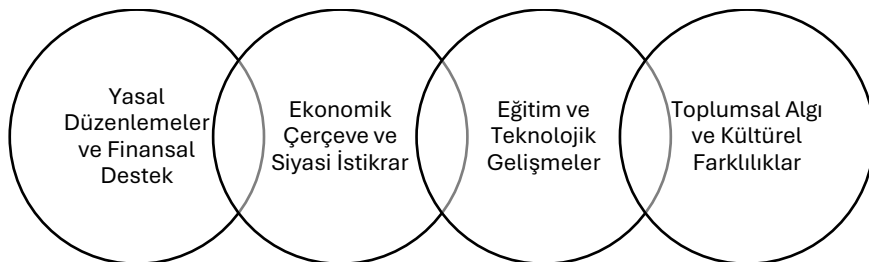 Yasal
Düzenlemeler
ve Finansal
Destek
Ekonomik
Çerçeve ve
Siyasi İstikrar
Eğitim ve
Teknolojik
Gelişmeler
Toplumsal Algı
ve Kültürel
Farklılıklar